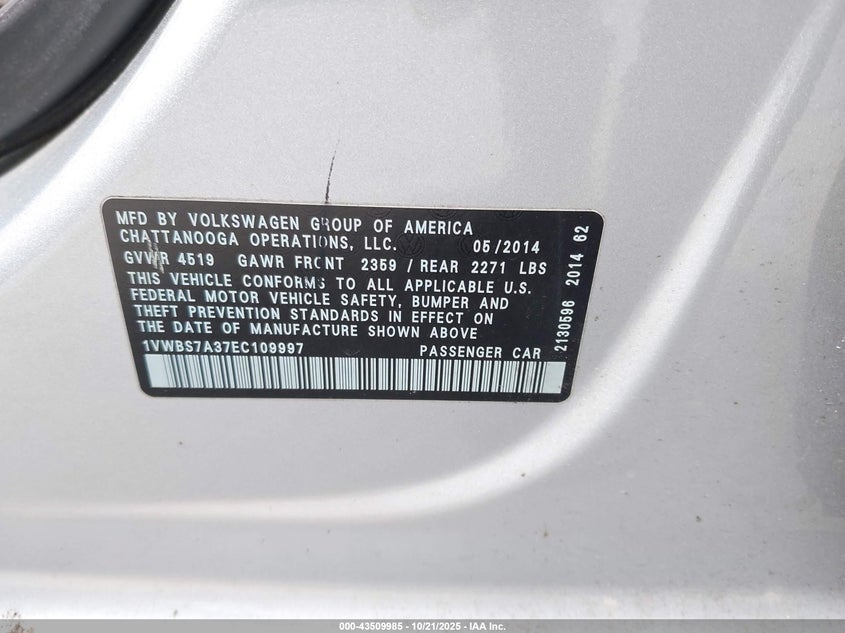 MFD BY VOLKSWAGEN GROUP OF AMERICA
CHATTANOOGA OPERATIONS, LLC. 05/2014
GVWR 4519 GAWR FRONT 2359 / REAR 2271 LBS
THIS VEHICLE CONFORMS TO ALL APPLICABLE U.S.
FEDERAL MOTOR VEHICLE SAFETY, BUMPER AND
THEFT PREVENTION STANDARDS IN EFFECT ON
THE DATE OF MANUFACTURE SHOWN ABOVE
1VWBS7A37EC109997 PASSENGER CAR
2130596 2014 62
000-43509985 - 10/21/2025 - IAA Inc.